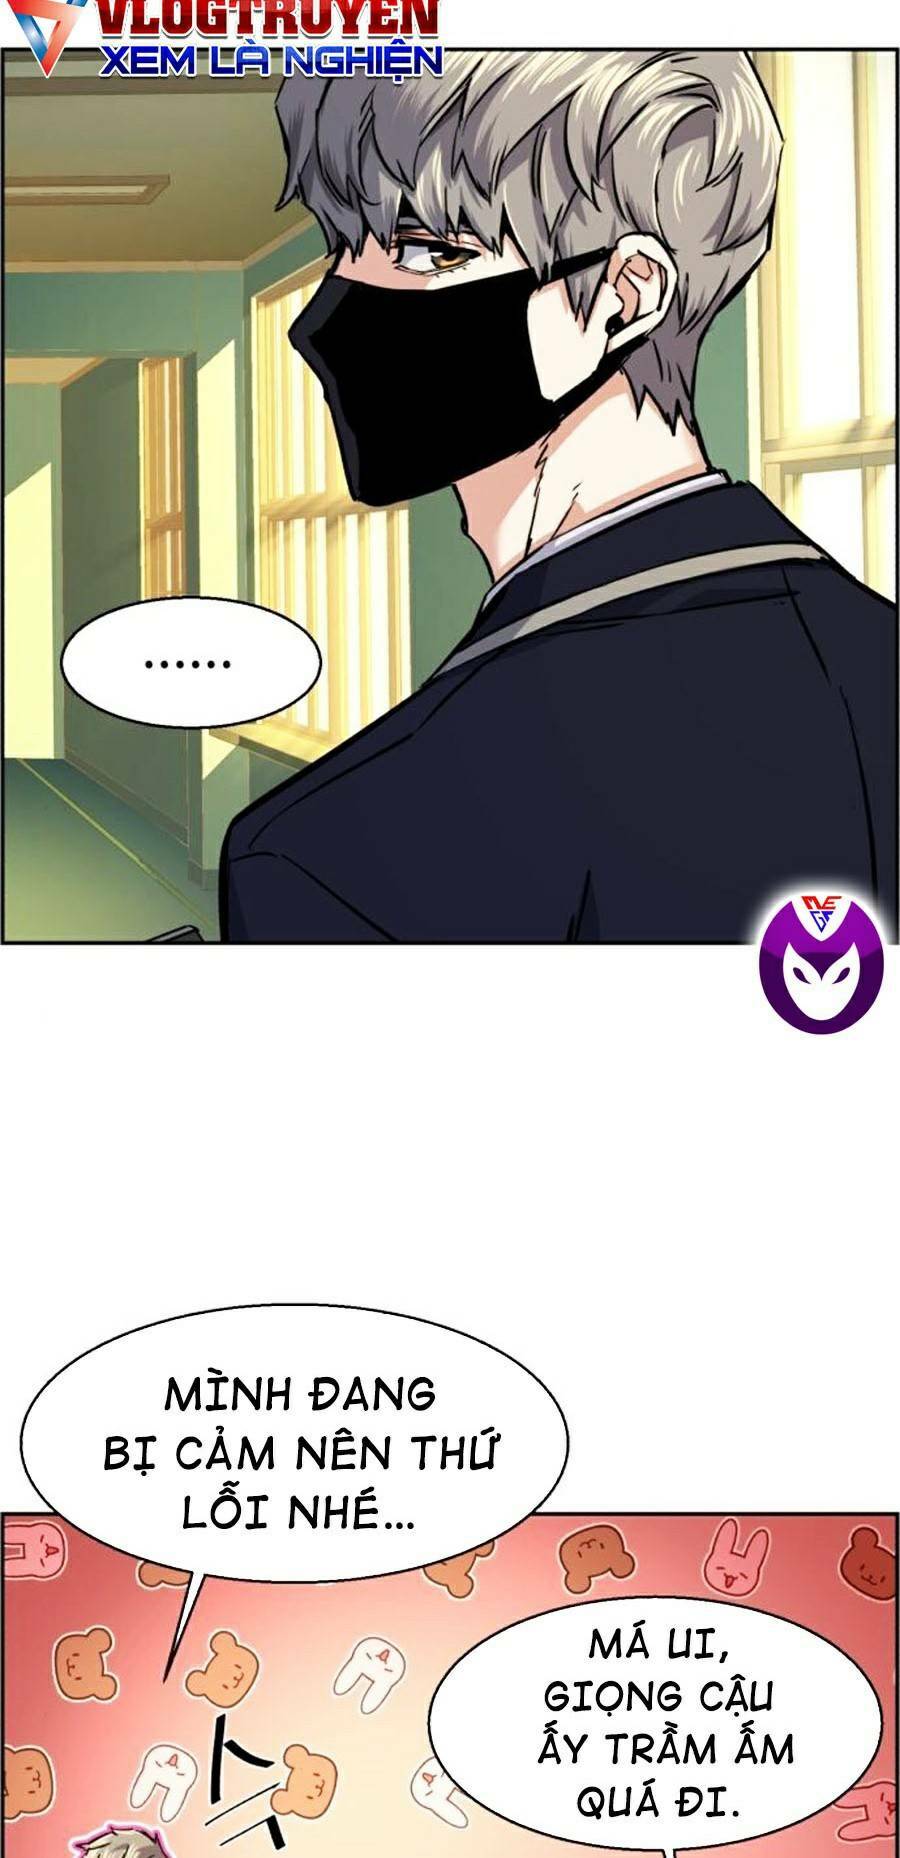 VLOGTRUYEN
XEM LÀ NGHIỆN
......
MÌNH ĐANG
BỊ CẢM NÊN THỨ
LỖI NHÉ...
MÁ UI,
GIỌNG CẬU
ẤY TRẦM ẤM
QUÁ ĐI.